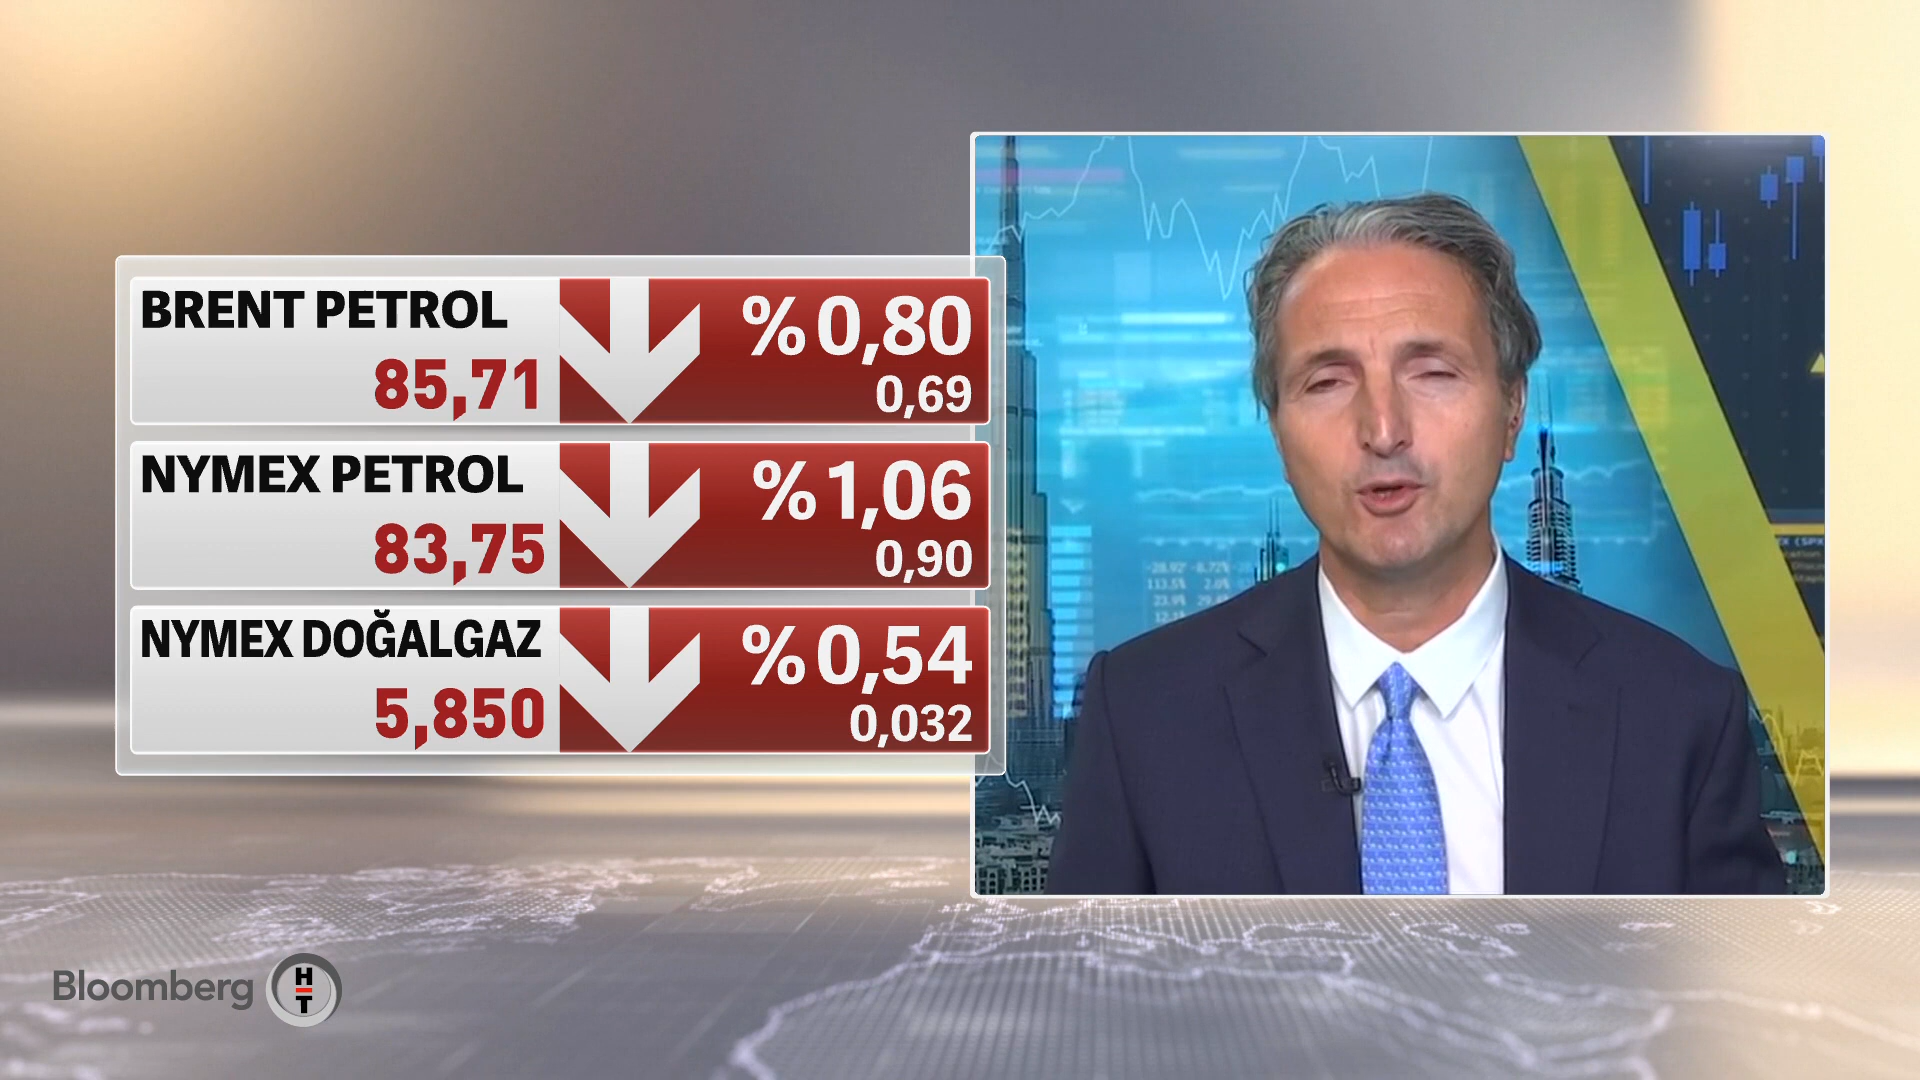 BRENT PETROL
85,71
%0,80
0,69
NYMEX PETROL
83,75
%1,06
0,90
NYMEX DOĞALGAZ
5,850
%0,54
0,032
Bloomberg HT